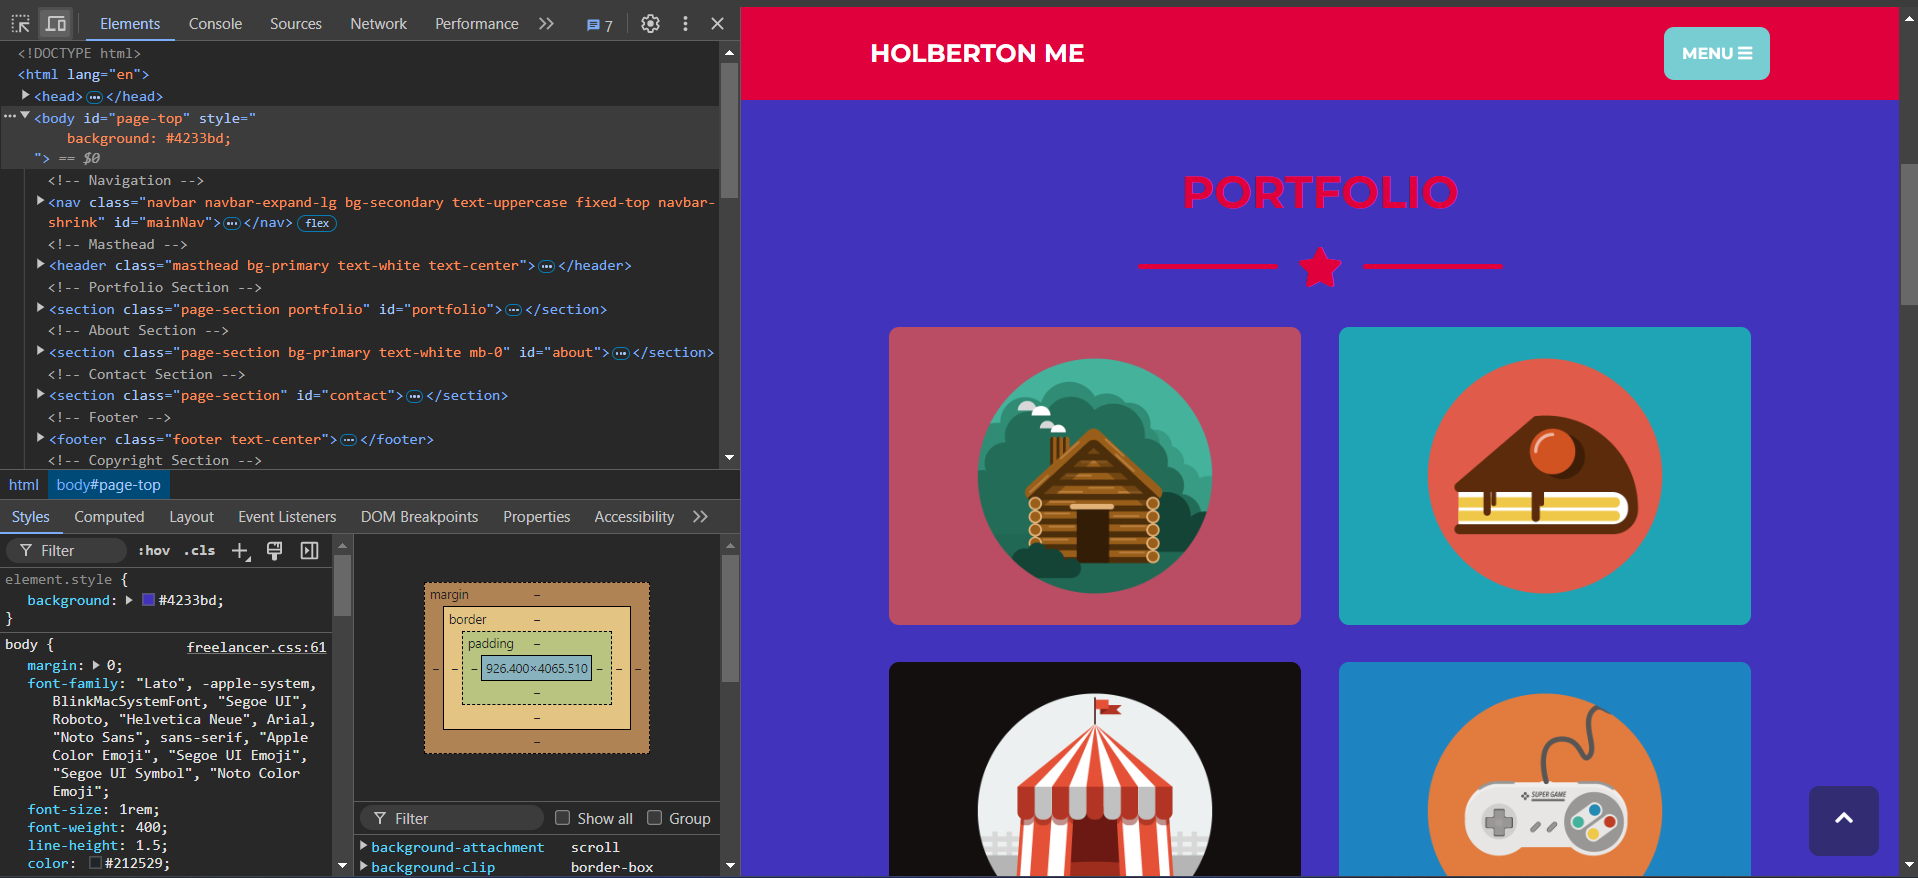 Elements Console Sources Network Performance 7
<!DOCTYPE html>
<html lang="en">
<head> ••• </head>
••• <body id="page-top" style="
background: #4233bd;
"> == $0
<!-- Navigation -->
<nav class="navbar navbar-expand-lg bg-secondary text-uppercase fixed-top navbar-
shrink" id="mainNav"> ••• </nav> flex
<!-- Masthead -->
<header class="masthead bg-primary text-white text-center"> ••• </header>
<!-- Portfolio Section -->
<section class="page-section portfolio" id="portfolio"> ••• </section>
<!-- About Section -->
<section class="page-section bg-primary text-white mb-0" id="about"> ••• </section>
<!-- Contact Section -->
<section class="page-section" id="contact"> ••• </section>
<!-- Footer -->
<footer class="footer text-center"> ••• </footer>
<!-- Copyright Section -->
html body#page-top
Styles Computed Layout Event Listeners DOM Breakpoints Properties Accessibility
Filter :hov .cls
element.style {
background: #4233bd;
}
body { freelancer.css:61
margin: 0;
font-family: "Lato", -apple-system,
BlinkMacSystemFont, "Segoe UI",
Roboto, "Helvetica Neue", Arial,
"Noto Sans", sans-serif, "Apple
Color Emoji", "Segoe UI Emoji",
"Segoe UI Symbol", "Noto Color
Emoji";
font-size: 1rem;
font-weight: 400;
line-height: 1.5;
color: #212529;
margin –
border –
padding –
– – – 926.400×4065.510 – – –
–
–
–
Filter Show all Group
background-attachment scroll
background-clip border-box
HOLBERTON ME
MENU
PORTFOLIO
SUPER GAME